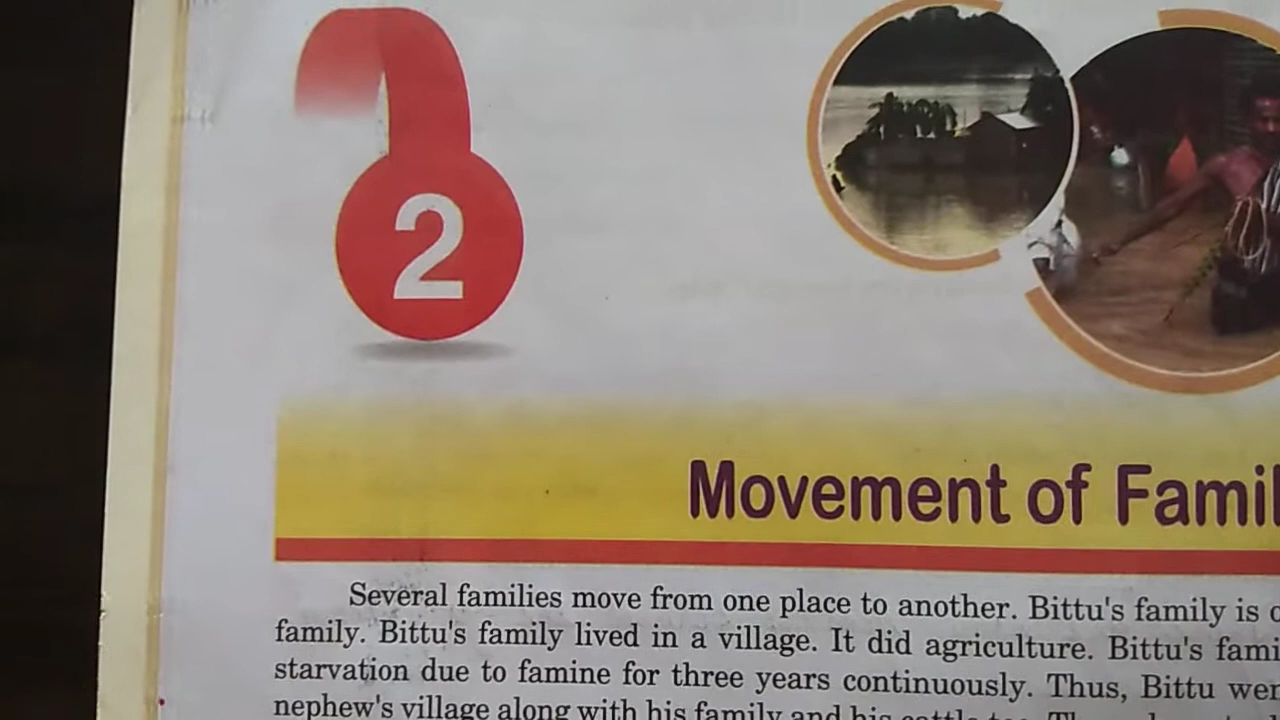 2
Movement of Famil
Several families move from one place to another. Bittu's family is
family. Bittu's family lived in a village. It did agriculture. Bittu's fami
starvation due to famine for three years continuously. Thus, Bittu wer
nephew's village along with his family and his cattle too.